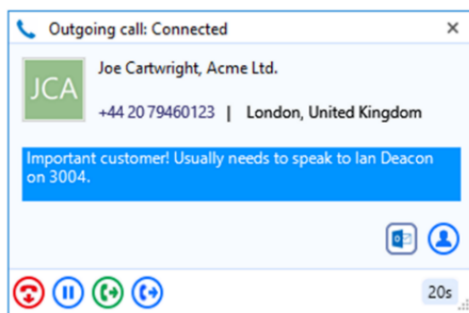 Outgoing call: Connected
JCA
Joe Cartwright, Acme Ltd.
+44 20 79460123 | London, United Kingdom
Important customer! Usually needs to speak to Ian Deacon
on 3004.
20s